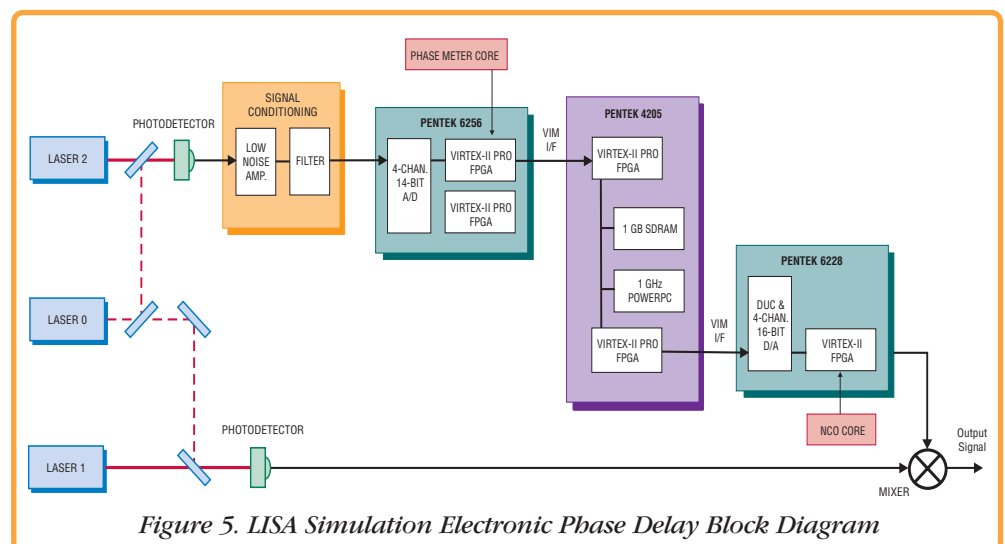 PHASE METER CORE
SIGNAL
CONDITIONING
PENTEK 6256
PENTEK 4205
PHOTODETECTOR
LASER 2
LOW
NOISE
AMP.
FILTER
4-CHAN.
14-BIT
A/D
VIRTEX-II PRO
FPGA
VIRTEX-II PRO
FPGA
VIM
I/F
VIRTEX-II PRO
FPGA
1 GB SDRAM
1 GHz
POWERPC
VIRTEX-II PRO
FPGA
VIM
I/F
PENTEK 6228
DUC &
4-CHAN.
16-BIT
D/A
VIRTEX-II
FPGA
NCO CORE
LASER 0
PHOTODETECTOR
LASER 1
MIXER
Output
Signal
Figure 5. LISA Simulation Electronic Phase Delay Block Diagram